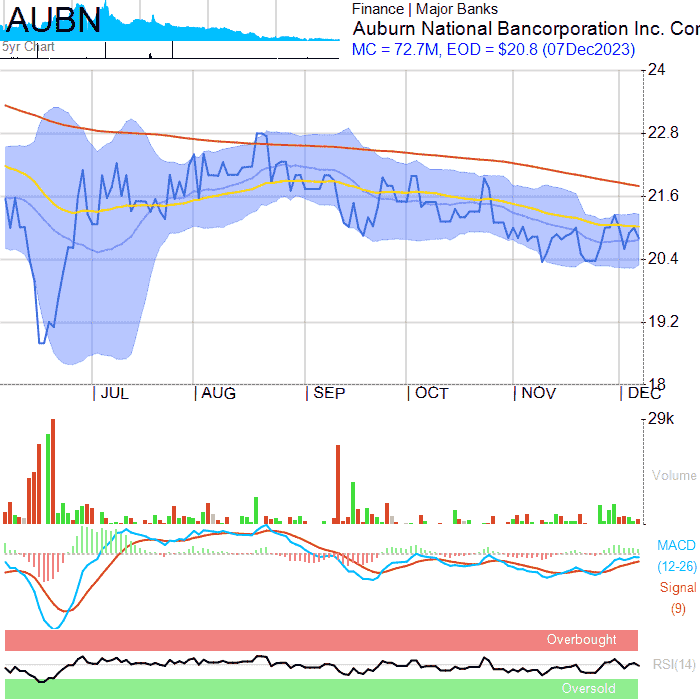 AUBN
5yr Chart
Finance | Major Banks
Auburn National Bancorporation Inc. Cor
MC = 72.7M, EOD = $20.8 (07Dec2023)
24
22.8
21.6
20.4
19.2
18
| JUL | AUG | SEP | OCT | NOV | DEC
29k
Volume
MACD
(12-26)
Signal
(9)
Overbought
RSI(14)
Oversold